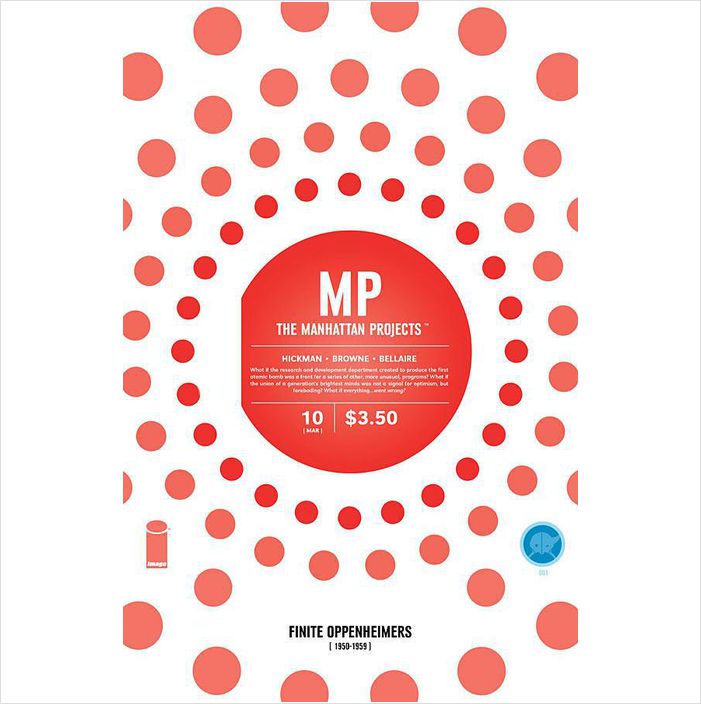 MP
THE MANHATTAN PROJECTS™
HICKMAN • BROWNE • BELLAIRE
What if the research and development department created to produce the first
atomic bomb was a front for a series of other, more unusual, programs? What if
the union of a generation's brightest minds was not a signal for optimism, but
foreboding? What if everything...went wrong?
10
[ MAR ]
$3.50
image
001
FINITE OPPENHEIMERS
[ 1950-1959 ]